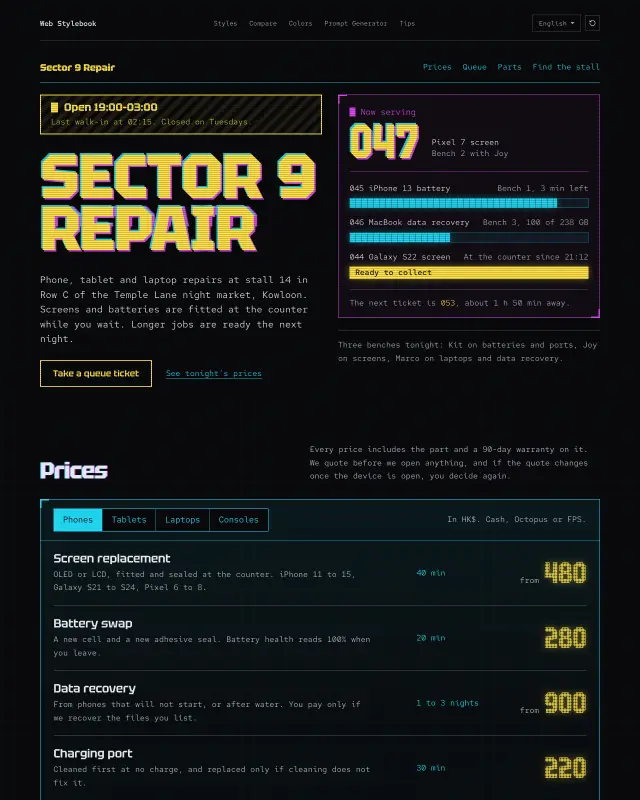 Web Stylebook
Styles Compare Colors Prompt Generator Tips
English
Sector 9 Repair
Prices Queue Parts Find the stall
Open 19:00-03:00
Last walk-in at 02:15. Closed on Tuesdays
SECTOR 9
REPAIR
Phone, tablet and laptop repairs at stall 14 in
Row C of the Temple Lane night market, Kowloon.
Screens and batteries are fitted at the counter
while you wait. Longer jobs are ready the next
night.
Take a queue ticket
See tonight's prices
Now serving
047
Pixel 7 screen
Bench 2 with Joy
045 iPhone 13 battery Bench 1, 3 min left
046 MacBook data recovery Bench 3, 100 of 238 GB
044 Galaxy S22 screen At the counter since 21:12
Ready to collect
The next ticket is 053, about 1 h 50 min away.
Three benches tonight: Kit on batteries and ports, Joy
on screens, Marco on laptops and data recovery.
Prices
Every price includes the part and a 90-day warranty on it.
We quote before we open anything, and if the quote changes
once the device is open, you decide again.
Phones Tablets Laptops Consoles
In HK$. Cash, Octopus or FPS.
Screen replacement
OLED or LCD, fitted and sealed at the counter. iPhone 11 to 15,
Galaxy S21 to S24, Pixel 6 to 8.
40 min
from 480
Battery swap
A new cell and a new adhesive seal. Battery health reads 100% when
you leave.
20 min
280
Data recovery
From phones that will not start, or after water. You pay only if
we recover the files you list.
1 to 3 nights
from 900
Charging port
Cleaned first at no charge, and replaced only if cleaning does not
fix it.
30 min
220